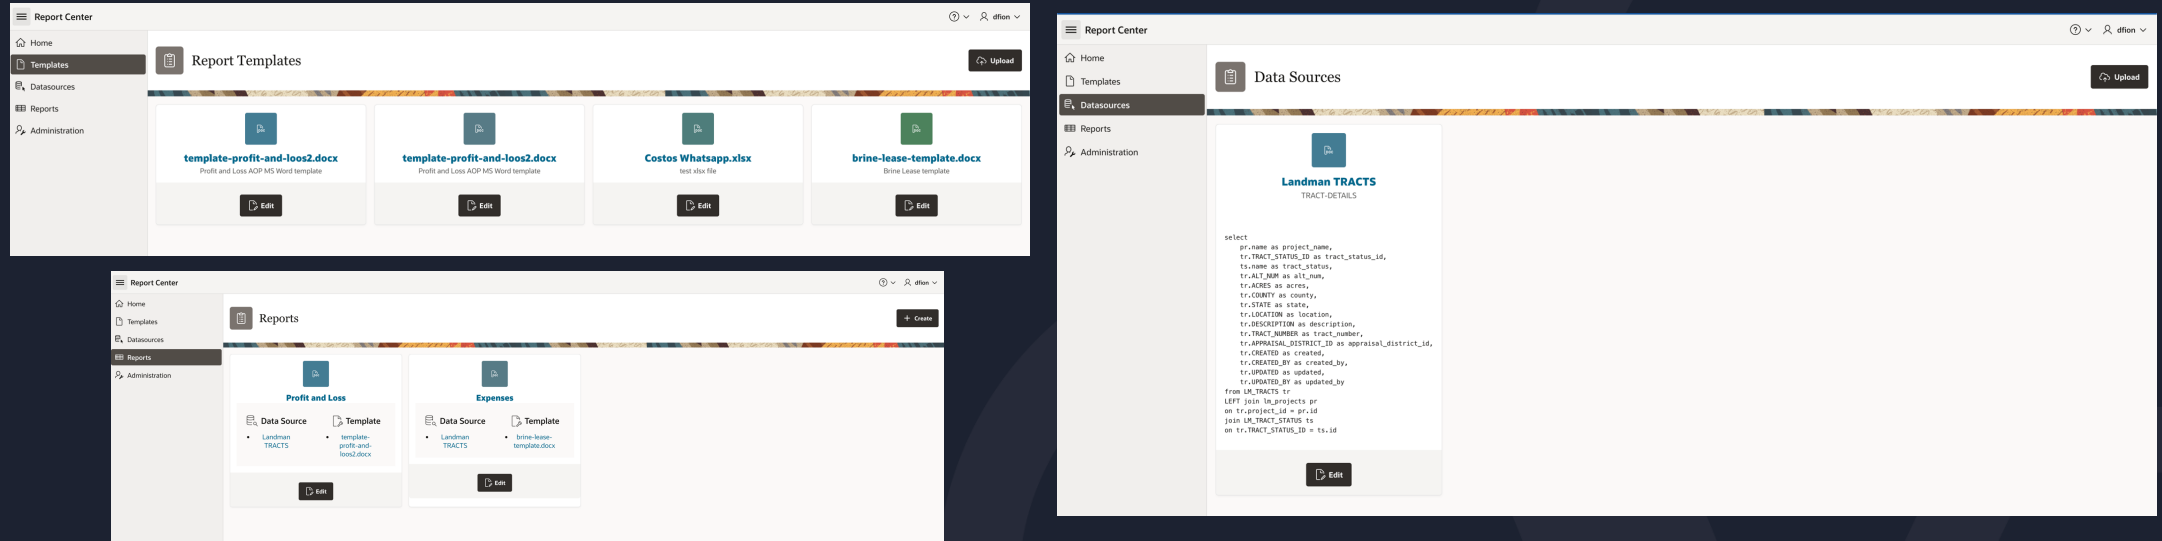 Report Center
dfion
Home
Templates
Datasources
Reports
Administration
Report Templates
Upload
template-profit-and-loos2.docx
Profit and Loss AOP MS Word template
Edit
template-profit-and-loos2.docx
Profit and Loss AOP MS Word template
Edit
Costos Whatsapp.xlsx
test xlsx file
Edit
brine-lease-template.docx
Brine Lease template
Edit
Report Center
dfion
Home
Templates
Datasources
Reports
Administration
Reports
+ Create
Profit and Loss
Data Source
• Landman
TRACTS
Template
• template-
profit-and-
loos2.docx
Edit
Expenses
Data Source
• Landman
TRACTS
Template
• brine-lease-
template.docx
Edit
Report Center
dfion
Home
Templates
Datasources
Reports
Administration
Data Sources
Upload
Landman TRACTS
TRACT-DETAILS
select
pr.name as project_name,
tr.TRACT_STATUS_ID as tract_status_id,
ts.name as tract_status,
tr.ALT_NUM as alt_num,
tr.ACRES as acres,
tr.COUNTY as county,
tr.STATE as state,
tr.LOCATION as location,
tr.DESCRIPTION as description,
tr.TRACT_NUMBER as tract_number,
tr.APPRAISAL_DISTRICT_ID as appraisal_district_id,
tr.CREATED as created,
tr.CREATED_BY as created_by,
tr.UPDATED as updated,
tr.UPDATED_BY as updated_by
from LM_TRACTS tr
LEFT join lm_projects pr
on tr.project_id = pr.id
join LM_TRACT_STATUS ts
on tr.TRACT_STATUS_ID = ts.id
Edit